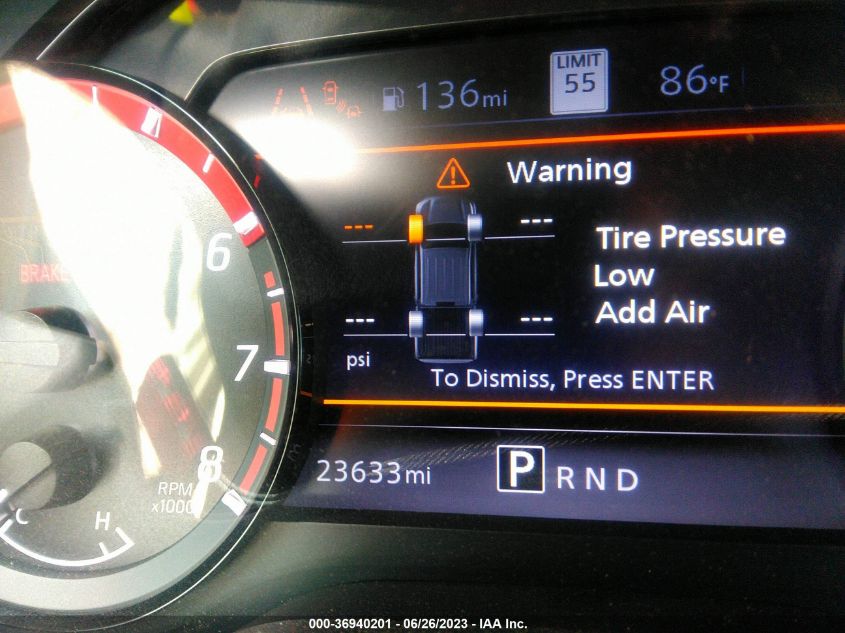 136mi
LIMIT
55
86°F
Warning
---
---
Tire Pressure
Low
Add Air
---
---
psi
To Dismiss, Press ENTER
BRAKE
6
7
8
RPM
x1000
C
H
23633mi
P R N D
000-36940201 - 06/26/2023 - IAA Inc.